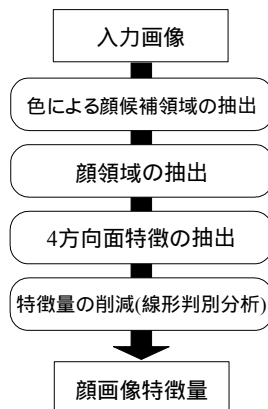 入力画像
色による顔候補領域の抽出
顔領域の抽出
4方向面特徴の抽出
特徴量の削減(線形判別分析)
顔画像特徴量